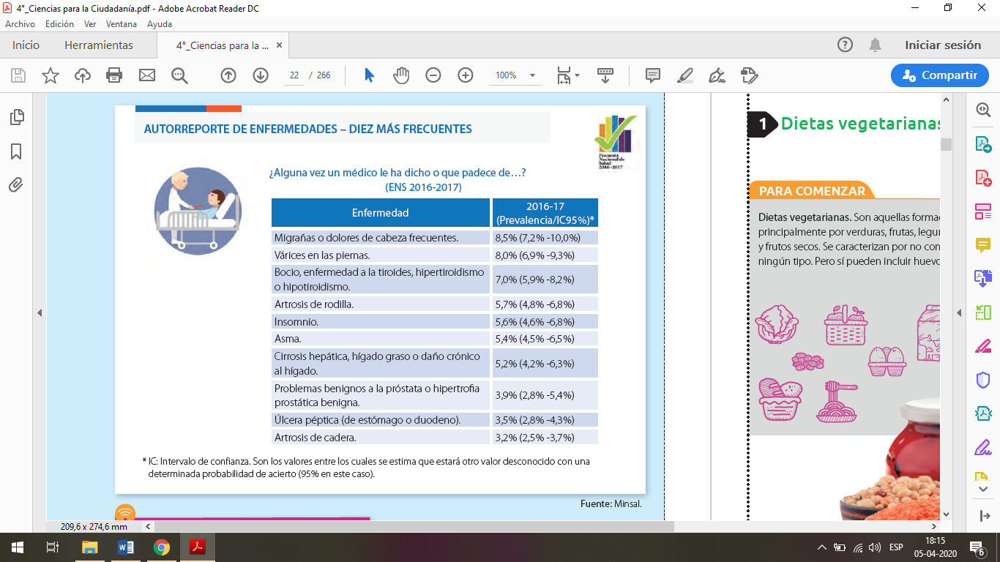 4°_Ciencias para la Ciudadanía.pdf - Adobe Acrobat Reader DC
Archivo Edición Ver Ventana Ayuda
Inicio Herramientas 4°_Ciencias para la ... × Iniciar sesión
22 / 266 100% Compartir
AUTORREPORTE DE ENFERMEDADES – DIEZ MÁS FRECUENTES
Encuesta
Nacional de
Salud
2016-2017
¿Alguna vez un médico le ha dicho o que padece de…?
(ENS 2016-2017)
Enfermedad 2016-17
(Prevalencia/IC95%)*
Migrañas o dolores de cabeza frecuentes. 8,5% (7,2% -10,0%)
Várices en las piernas. 8,0% (6,9% -9,3%)
Bocio, enfermedad a la tiroides, hipertiroidismo
o hipotiroidismo. 7,0% (5,9% -8,2%)
Artrosis de rodilla. 5,7% (4,8% -6,8%)
Insomnio. 5,6% (4,6% -6,8%)
Asma. 5,4% (4,5% -6,5%)
Cirrosis hepática, hígado graso o daño crónico
al hígado. 5,2% (4,2% -6,3%)
Problemas benignos a la próstata o hipertrofia
prostática benigna. 3,9% (2,8% -5,4%)
Úlcera péptica (de estómago o duodeno). 3,5% (2,8% -4,3%)
Artrosis de cadera. 3,2% (2,5% -3,7%)
* IC: Intervalo de confianza. Son los valores entre los cuales se estima que estará otro valor desconocido con una
determinada probabilidad de acierto (95% en este caso).
Fuente: Minsal.
1 Dietas vegetarianas
PARA COMENZAR
Dietas vegetarianas. Son aquellas forma
principalmente por verduras, frutas, legu
y frutos secos. Se caracterizan por no con
ningún tipo. Pero sí pueden incluir huevo
209,6 x 274,6 mm
ESP 18:15
05-04-2020 6